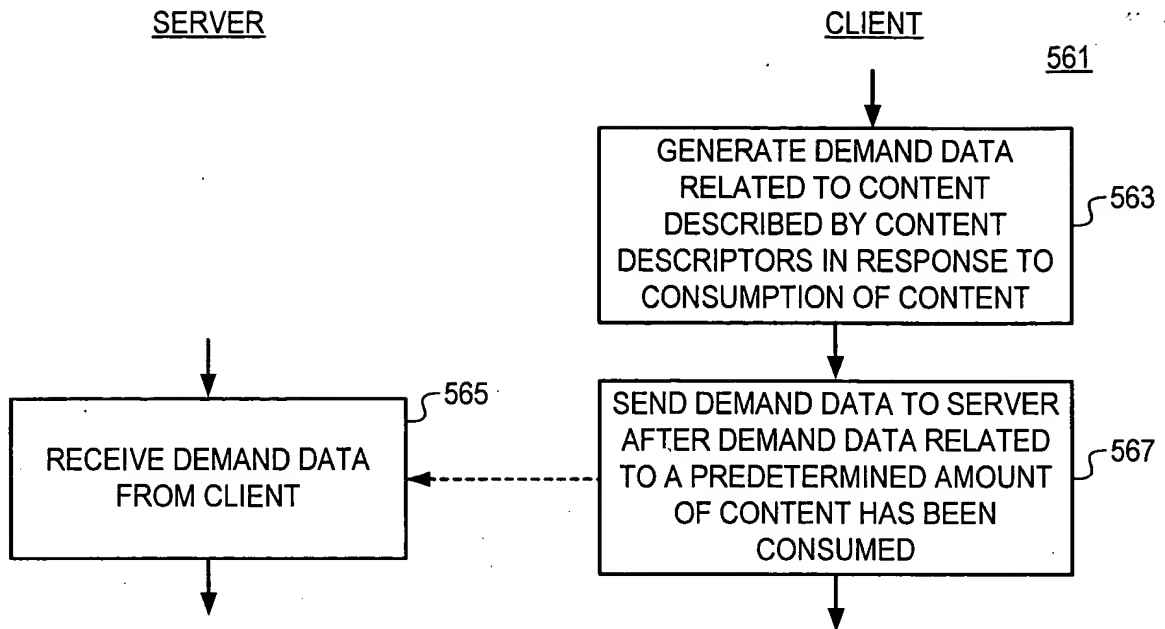 SERVER
CLIENT
561
GENERATE DEMAND DATA
RELATED TO CONTENT
DESCRIBED BY CONTENT
DESCRIPTORS IN RESPONSE TO
CONSUMPTION OF CONTENT
563
565
RECEIVE DEMAND DATA
FROM CLIENT
SEND DEMAND DATA TO SERVER
AFTER DEMAND DATA RELATED
TO A PREDETERMINED AMOUNT
OF CONTENT HAS BEEN
CONSUMED
567